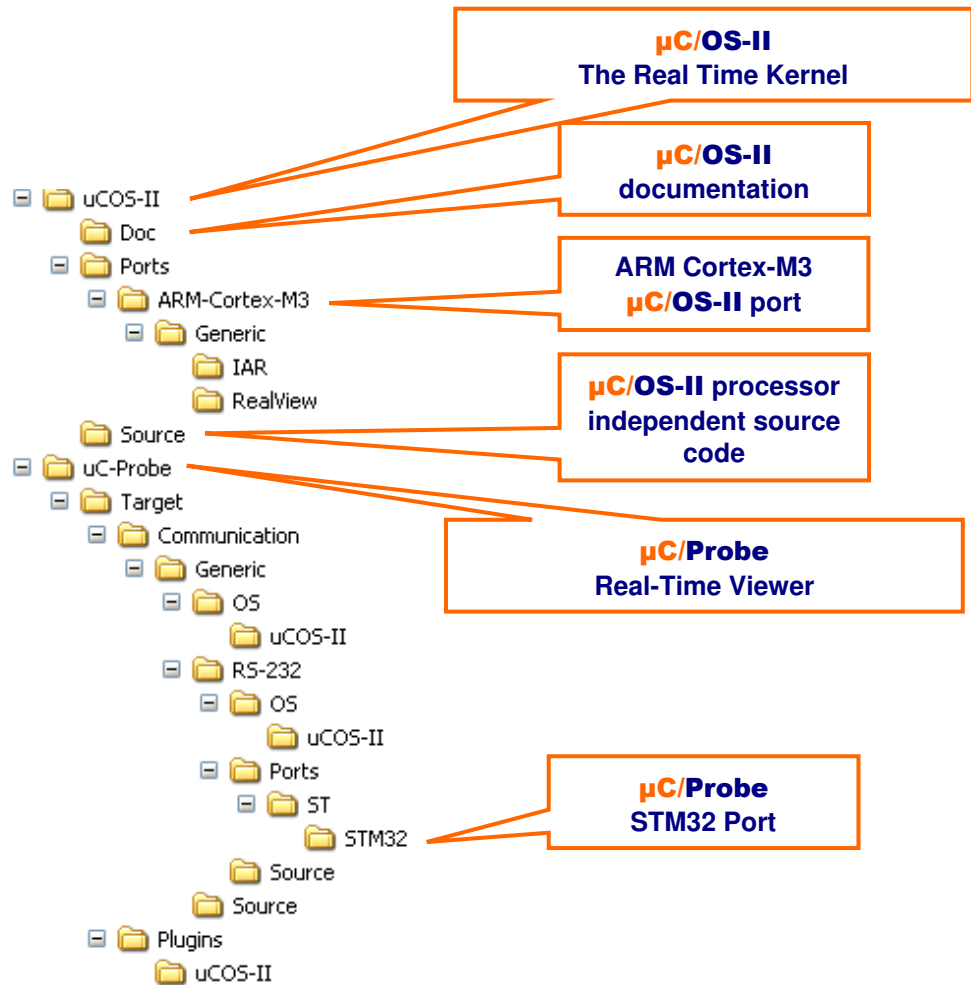 µC/OS-II
The Real Time Kernel
µC/OS-II
documentation
uCOS-II
Doc
Ports
ARM Cortex-M3
µC/OS-II port
ARM-Cortex-M3
Generic
IAR
RealView
µC/OS-II processor
independent source
code
Source
uC-Probe
Target
Communication
µC/Probe
Real-Time Viewer
Generic
OS
uCOS-II
RS-232
OS
uCOS-II
Ports
ST
STM32
µC/Probe
STM32 Port
Source
Source
Plugins
uCOS-II